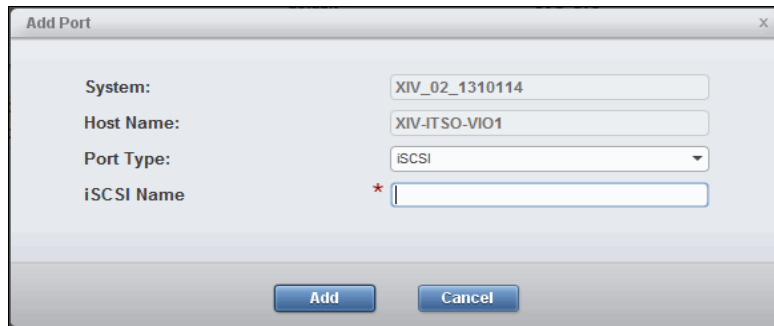 Add Port x
System: XIV_02_1310114
Host Name: XIV-ITSO-VIO1
Port Type: iSCSI
iSCSI Name *
Add Cancel